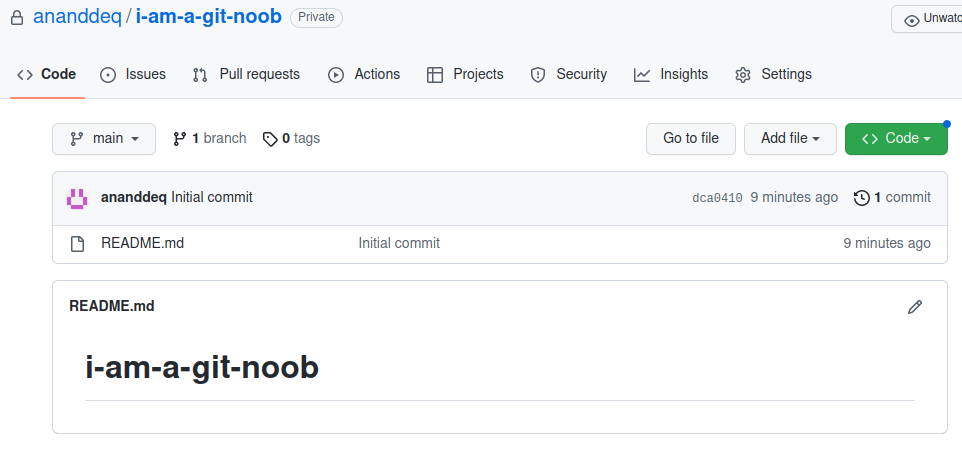 ananddeq / i-am-a-git-noob Private
Unwatc
Code Issues Pull requests Actions Projects Security Insights Settings
main 1 branch 0 tags Go to file Add file Code
ananddeq Initial commit dca0410 9 minutes ago 1 commit
README.md Initial commit 9 minutes ago
README.md
i-am-a-git-noob